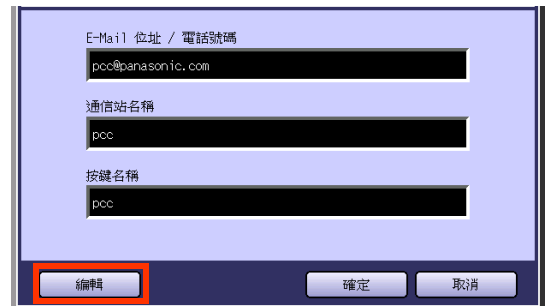 E-Mail 位址 / 電話號碼
pcc@panasonic.com
通信站名稱
pcc
按鍵名稱
pcc
編輯 確定 取消